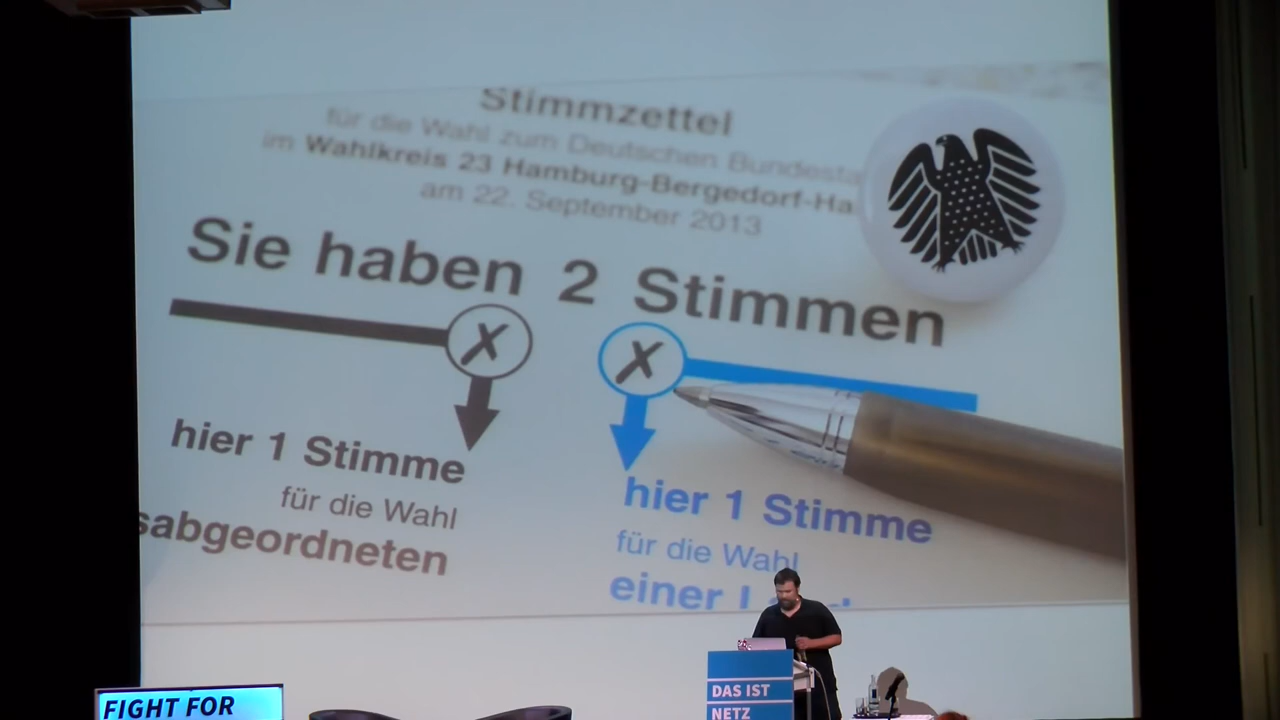 Stimmzettel
für die Wahl zum Deutschen Bundesta
im Wahlkreis 23 Hamburg-Bergedorf-Ha
am 22. September 2013
Sie haben 2 Stimmen
X
X
hier 1 Stimme
für die Wahl
sabgeordneten
hier 1 Stimme
für die Wahl
einer
DAS IST
NETZ
FIGHT FOR